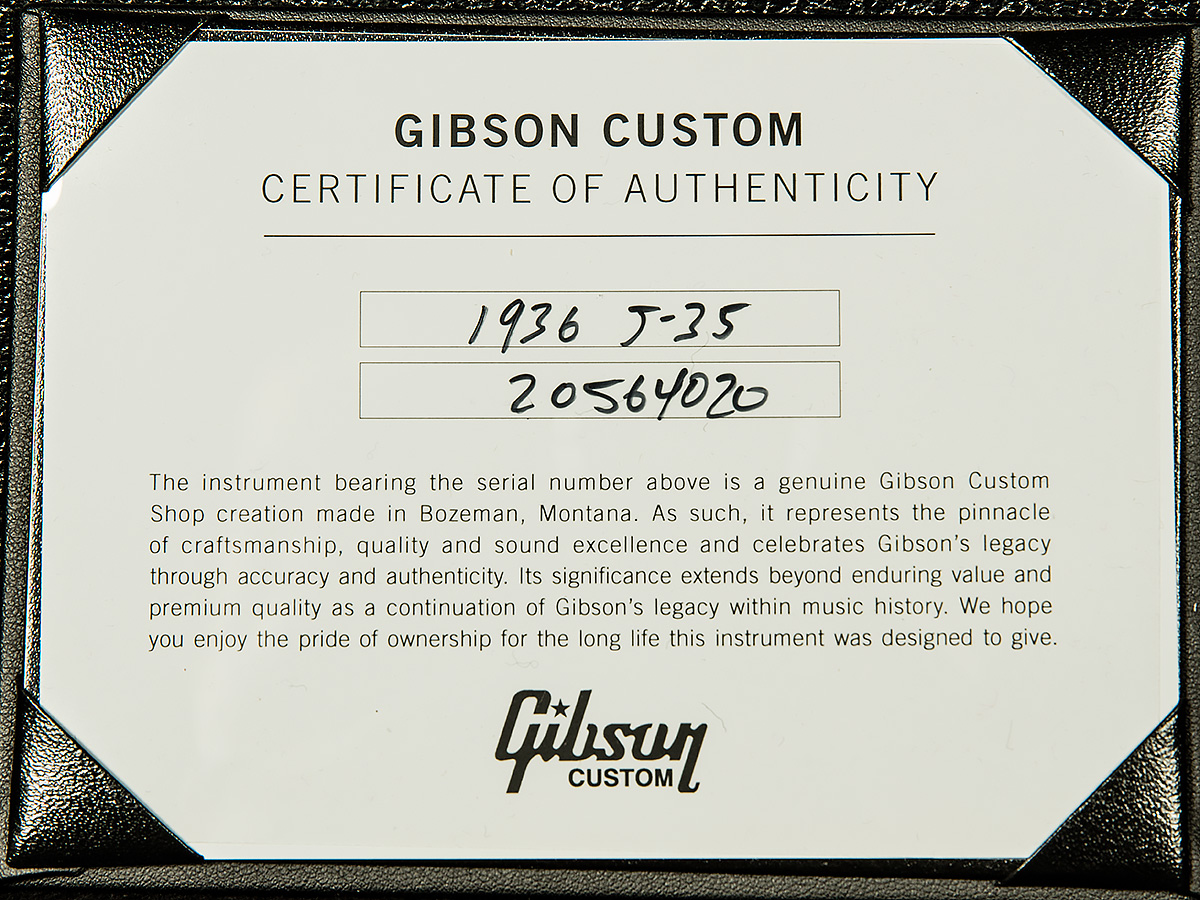 GIBSON CUSTOM
CERTIFICATE OF AUTHENTICITY
1936 J-35
20564020
The instrument bearing the serial number above is a genuine Gibson Custom
Shop creation made in Bozeman, Montana. As such, it represents the pinnacle
of craftsmanship, quality and sound excellence and celebrates Gibson's legacy
through accuracy and authenticity. Its significance extends beyond enduring value and
premium quality as a continuation of Gibson's legacy within music history. We hope
you enjoy the pride of ownership for the long life this instrument was designed to give.
Gibson
CUSTOM